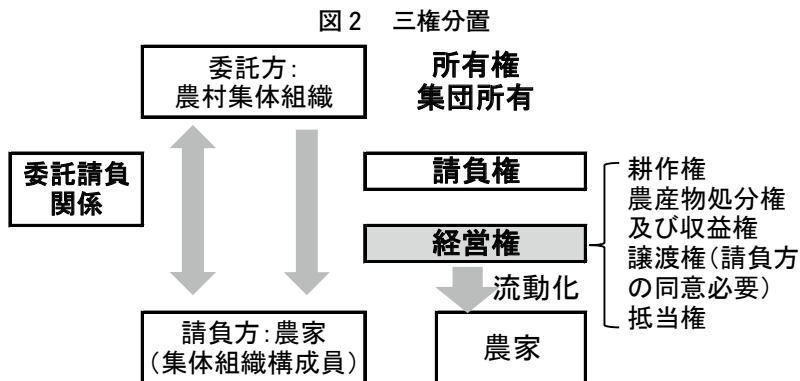 図2 三権分置
委託方：
農村集体組織
所有権
集団所有
委託請負
関係
請負権
経営権
耕作権
農産物処分権
及び収益権
譲渡権（請負方
の同意必要）
抵当権
流動化
請負方：農家
（集体組織構成員）
農家